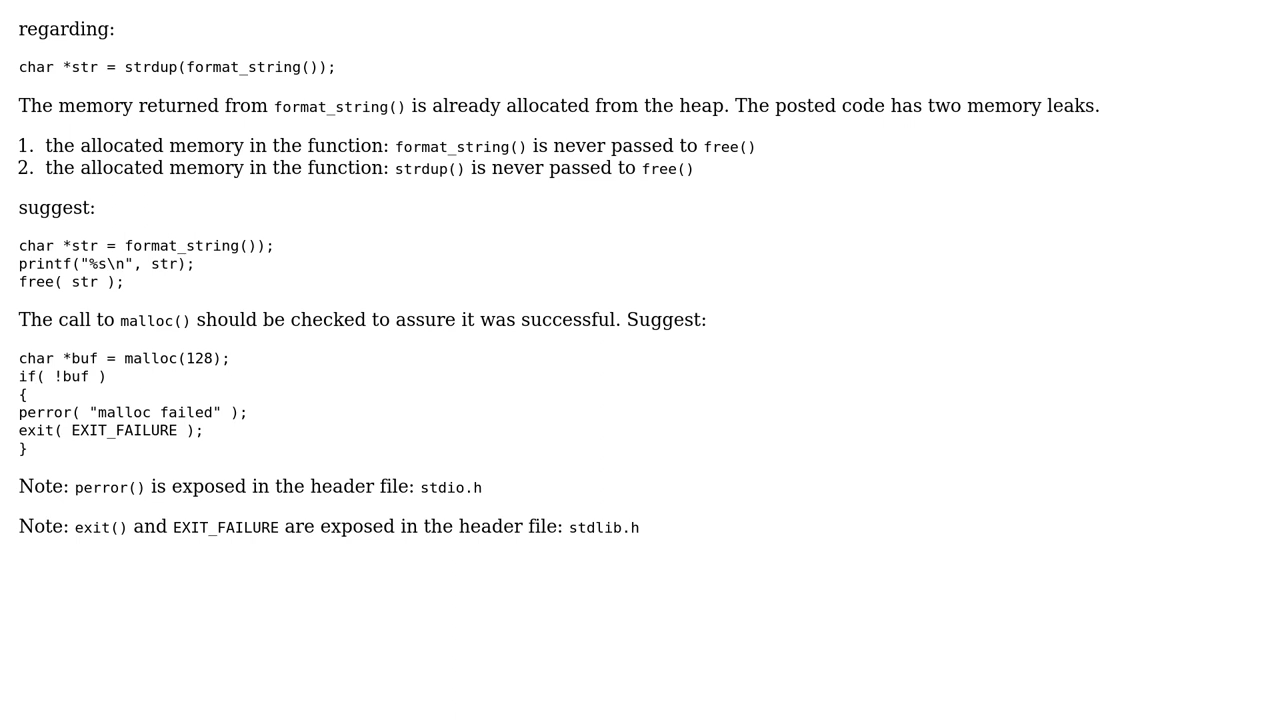 regarding:
char *str = strdup(format_string());
The memory returned from format_string() is already allocated from the heap. The posted code has two memory leaks.
1. the allocated memory in the function: format_string() is never passed to free()
2. the allocated memory in the function: strdup() is never passed to free()
suggest:
char *str = format_string());
printf("%s\n", str);
free( str );
The call to malloc() should be checked to assure it was successful. Suggest:
char *buf = malloc(128);
if( !buf )
{
perror( "malloc failed" );
exit( EXIT_FAILURE );
}
Note: perror() is exposed in the header file: stdio.h
Note: exit() and EXIT_FAILURE are exposed in the header file: stdlib.h